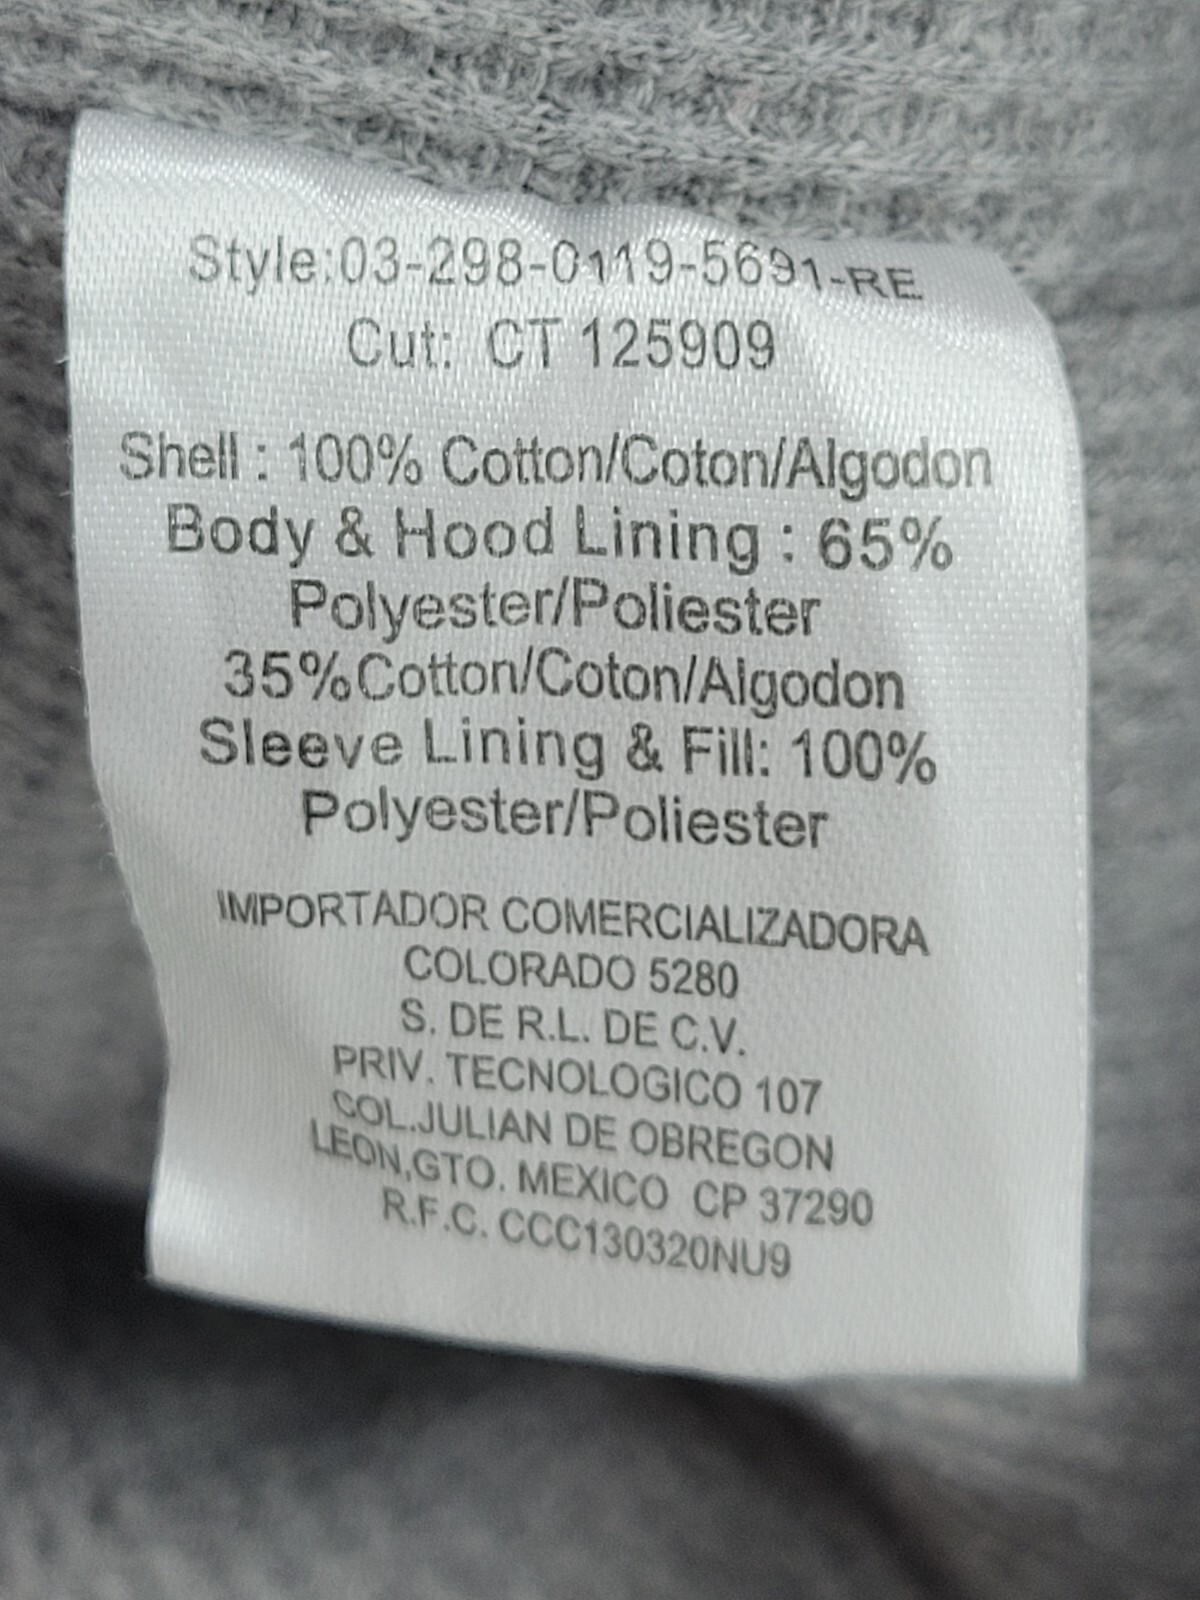 Style:03-298-0119-5691-RE
Cut: CT 125909
Shell : 100% Cotton/Coton/Algodon
Body & Hood Lining : 65%
Polyester/Poliester
35%Cotton/Coton/Algodon
Sleeve Lining & Fill: 100%
Polyester/Poliester
IMPORTADOR COMERCIALIZADORA
COLORADO 5280
S. DE R.L. DE C.V.
PRIV. TECNOLOGICO 107
COL.JULIAN DE OBREGON
LEON,GTO. MEXICO CP 37290
R.F.C. CCC130320NU9